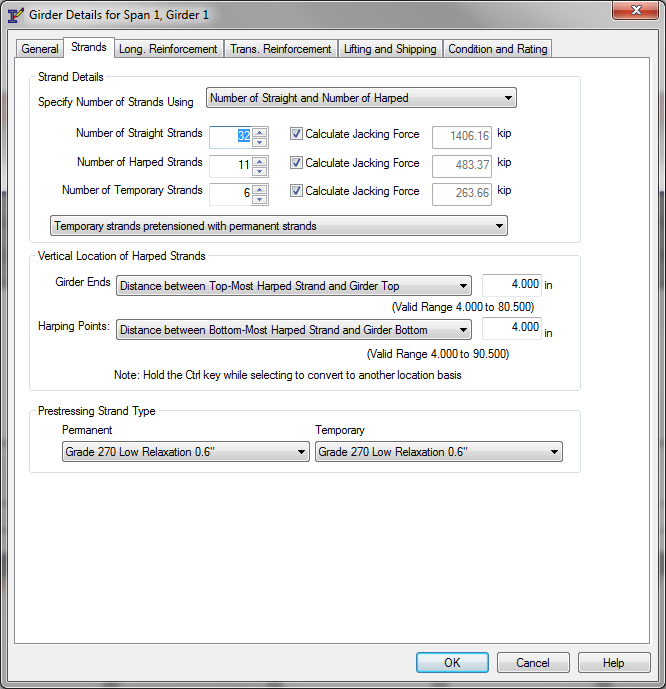 Girder Details for Span 1, Girder 1
General Strands Long. Reinforcement Trans. Reinforcement Lifting and Shipping Condition and Rating
Strand Details
Specify Number of Strands Using Number of Straight and Number of Harped
Number of Straight Strands 32 Calculate Jacking Force 1406.16 kip
Number of Harped Strands 11 Calculate Jacking Force 483.37 kip
Number of Temporary Strands 6 Calculate Jacking Force 263.66 kip
Temporary strands pretensioned with permanent strands
Vertical Location of Harped Strands
Girder Ends Distance between Top-Most Harped Strand and Girder Top 4.000 in
(Valid Range 4.000 to 80.500)
Harping Points: Distance between Bottom-Most Harped Strand and Girder Bottom 4.000 in
(Valid Range 4.000 to 90.500)
Note: Hold the Ctrl key while selecting to convert to another location basis
Prestressing Strand Type
Permanent Temporary
Grade 270 Low Relaxation 0.6" Grade 270 Low Relaxation 0.6"
OK Cancel Help